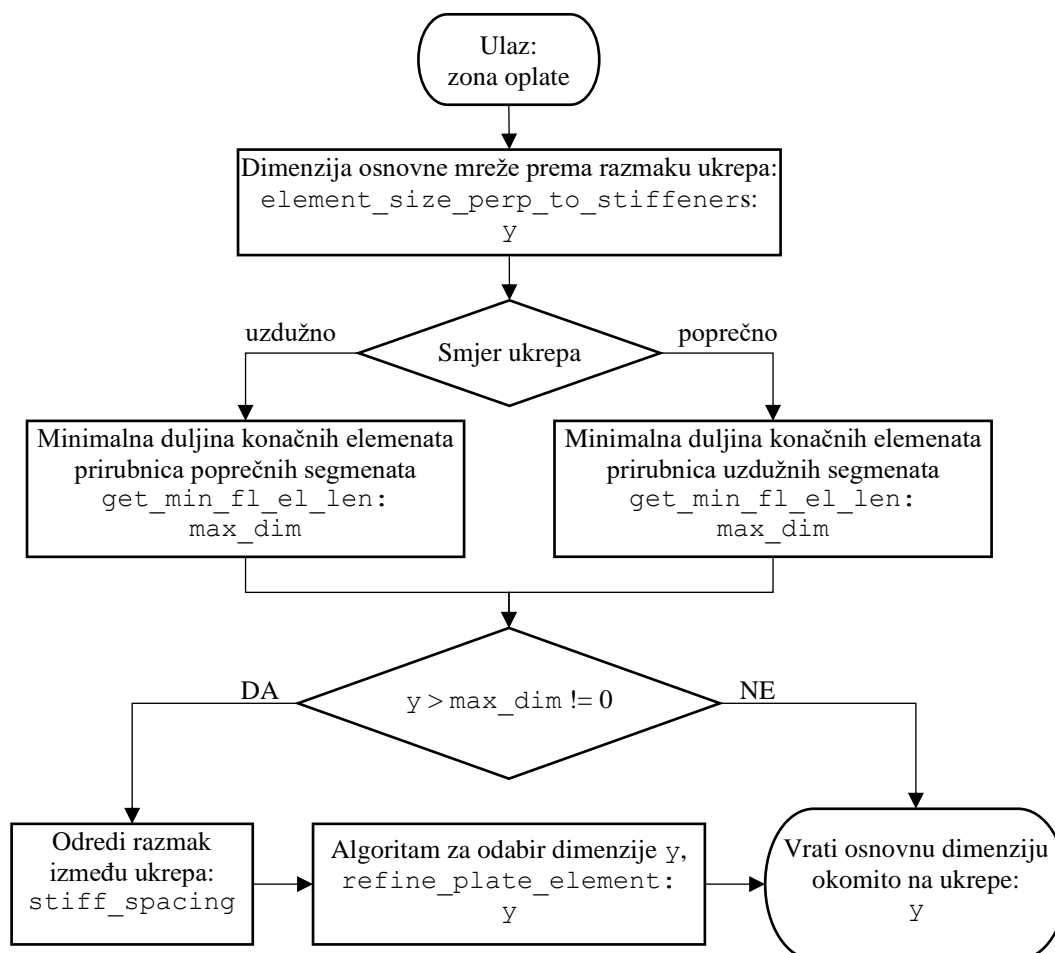 Ulaz:
zona oplate
Dimenzija osnovne mreže prema razmaku ukrepa:
element_size_perp_to_stiffeners:
y
uzdužno
poprečno
Smjer ukrepa
Minimalna duljina konačnih elemenata
prirubnica poprečnih segmenata
get_min_fl_el_len:
max_dim
Minimalna duljina konačnih elemenata
prirubnica uzdužnih segmenata
get_min_fl_el_len:
max_dim
DA
NE
y > max_dim != 0
Odredi razmak
između ukrepa:
stiff_spacing
Algoritam za odabir dimenzije y,
refine_plate_element:
y
Vrati osnovnu dimenziju
okomito na ukrepe:
y